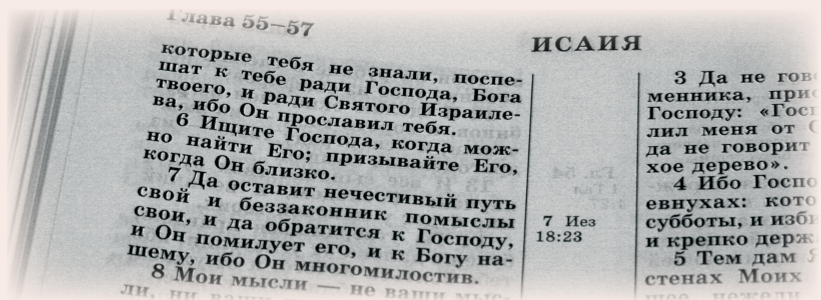 Глава 55—57
ИСАИЯ
которые тебя не знали, поспе-
шат к тебе ради Господа, Бога
твоего, и ради Святого Израиле-
ва, ибо Он прославил тебя.
6 Ищите Господа, когда мож-
но найти Его; призывайте Его,
когда Он близко.
7 Да оставит нечестивый путь
свой и беззаконник помыслы
свои, и да обратится к Господу,
и Он помилует его, и к Богу на-
шему, ибо Он многомилостив.
8 Мои мысли — не ваши мыс-
ли, ни ваши
7 Иез
18:23
3 Да не гов
менника, при
Господу: «Гос
лил меня от
да не говорит
хое дерево».
4 Ибо Госпо
евнухах: кото
субботы, и изб
и крепко держ
5 Тем дам
стенах Моих